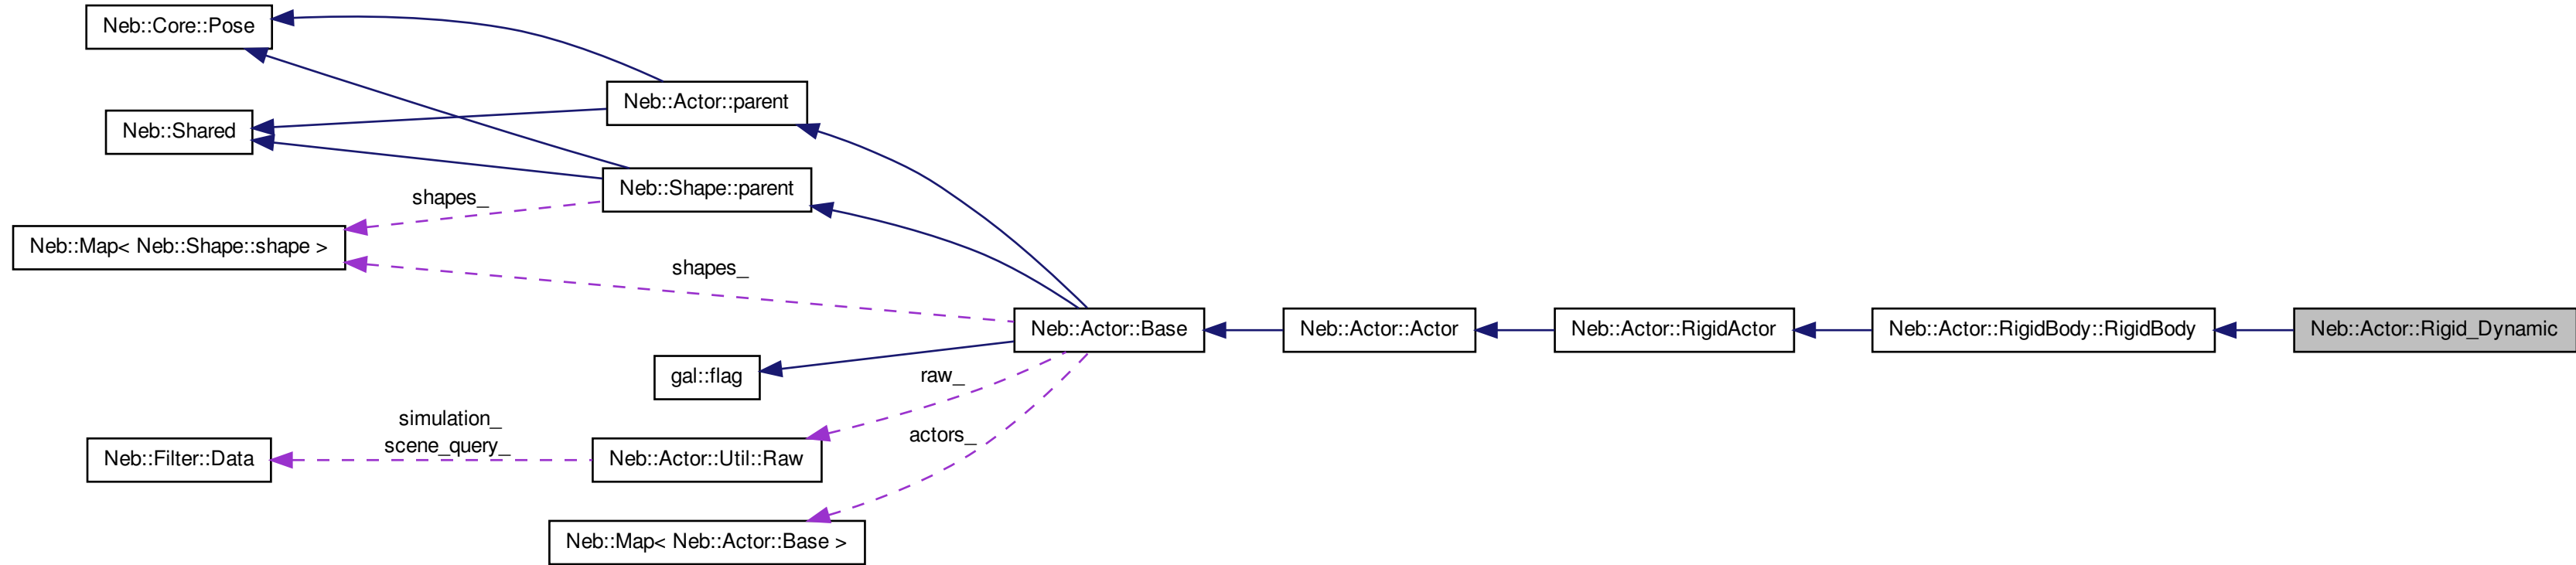 Neb::Core::Pose
Neb::Actor::parent
Neb::Shared
Neb::Shape::parent
shapes_
Neb::Map< Neb::Shape::shape >
shapes_
Neb::Actor::Base
Neb::Actor::Actor
Neb::Actor::RigidActor
Neb::Actor::RigidBody::RigidBody
Neb::Actor::Rigid_Dynamic
gal::flag
raw_
simulation_
scene_query_
actors_
Neb::Filter::Data
Neb::Actor::Util::Raw
Neb::Map< Neb::Actor::Base >